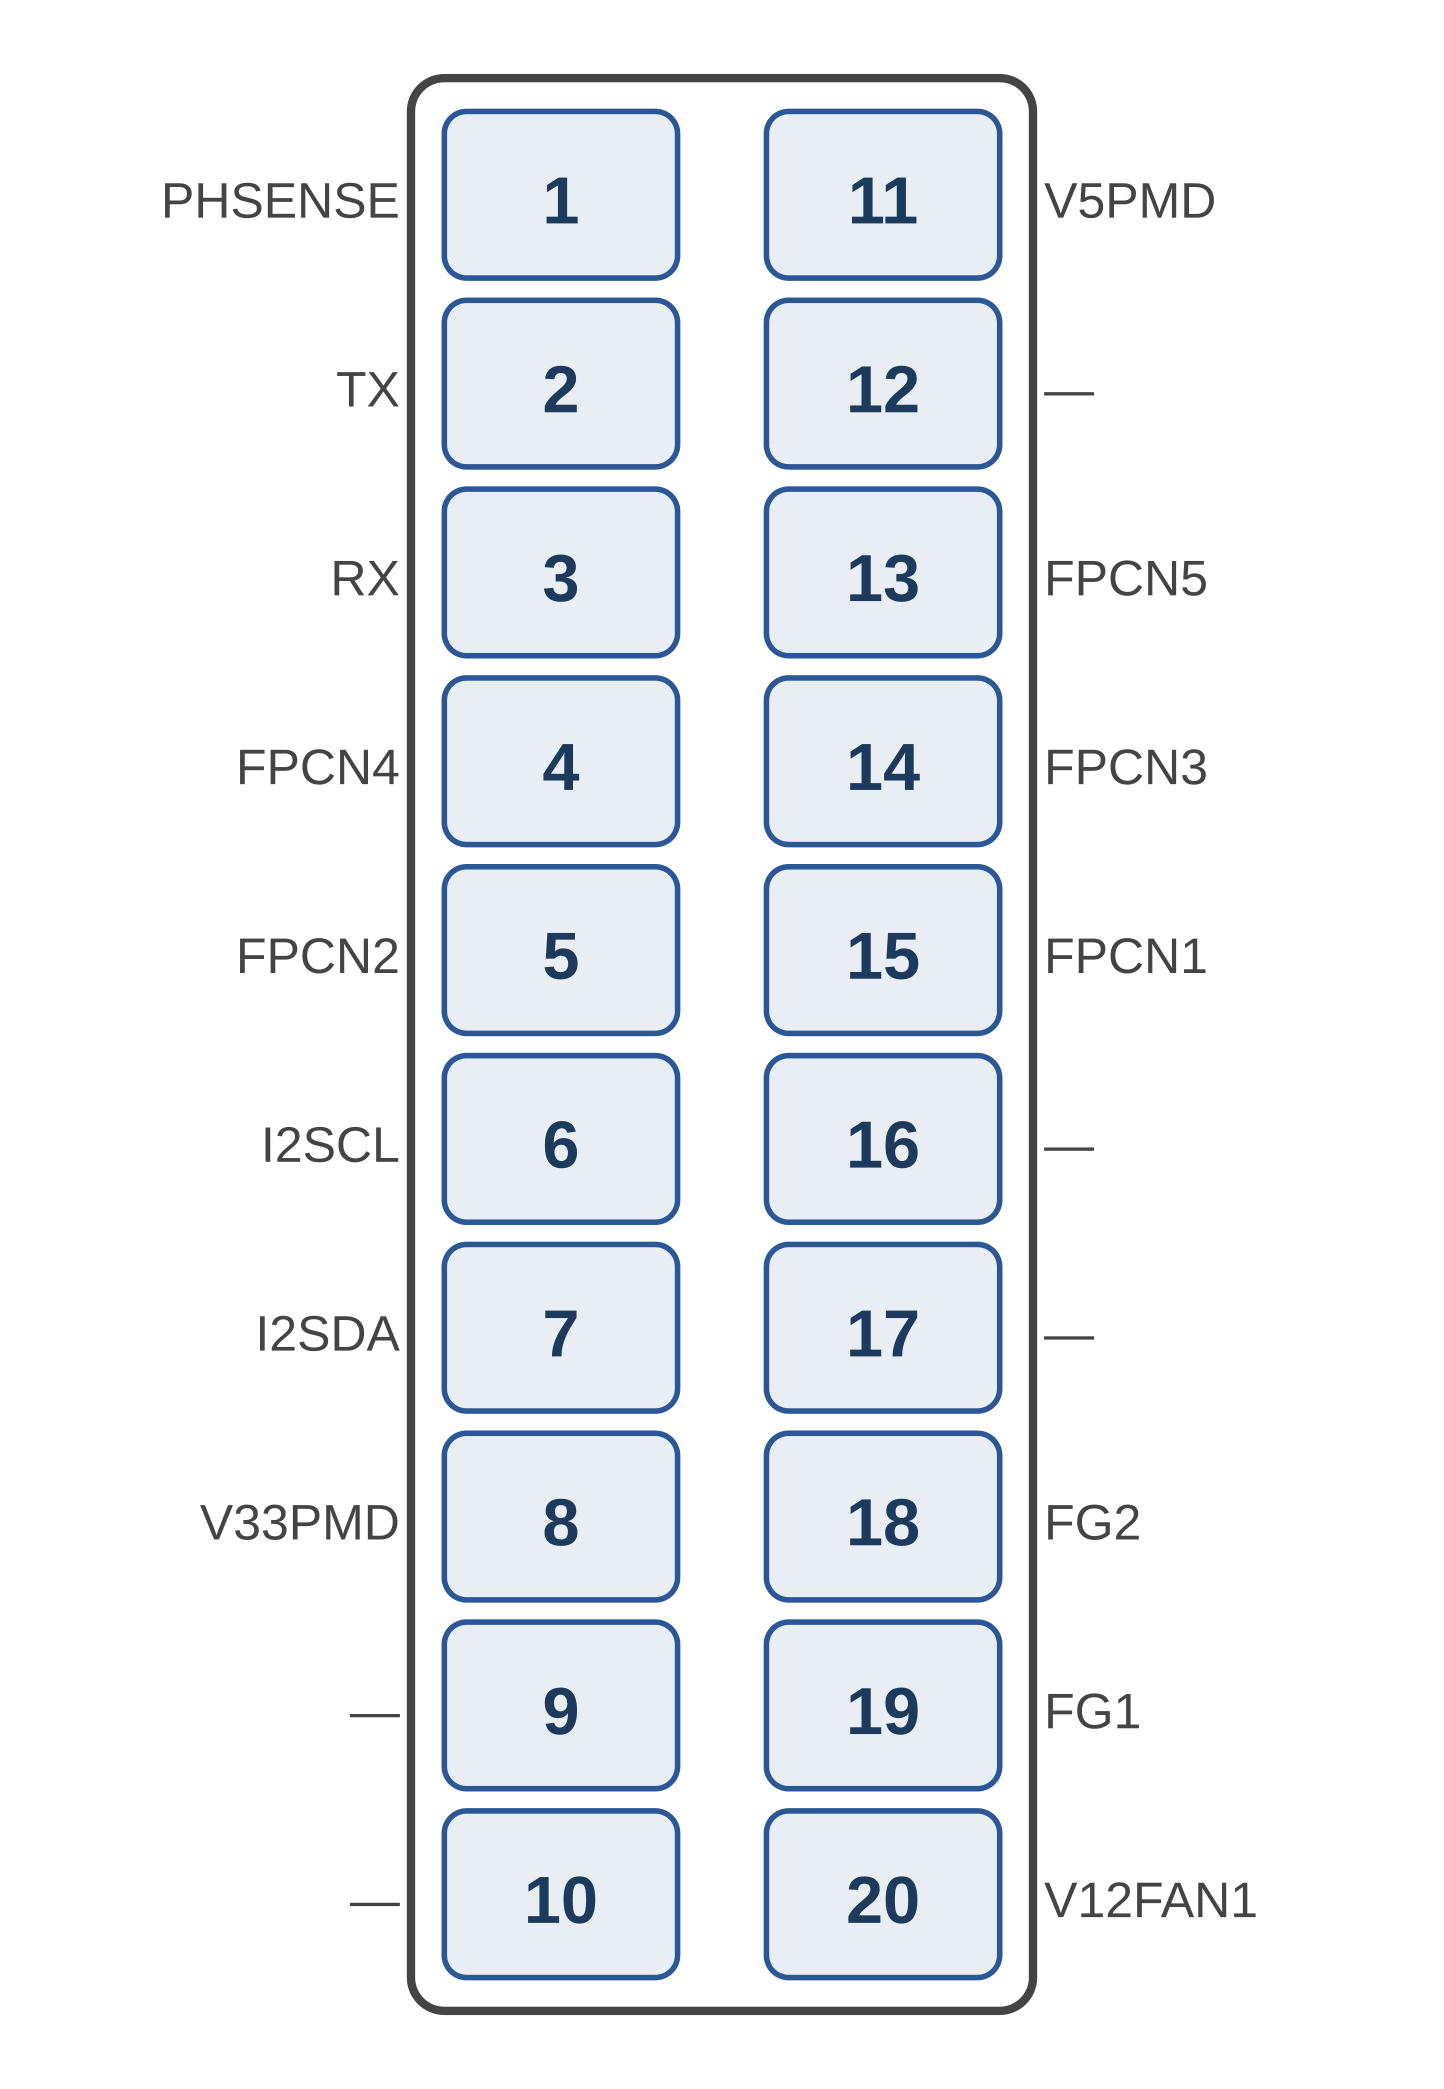 PHSENSE 1 11 V5PMD
TX 2 12 —
RX 3 13 FPCN5
FPCN4 4 14 FPCN3
FPCN2 5 15 FPCN1
I2SCL 6 16 —
I2SDA 7 17 —
V33PMD 8 18 FG2
— 9 19 FG1
— 10 20 V12FAN1